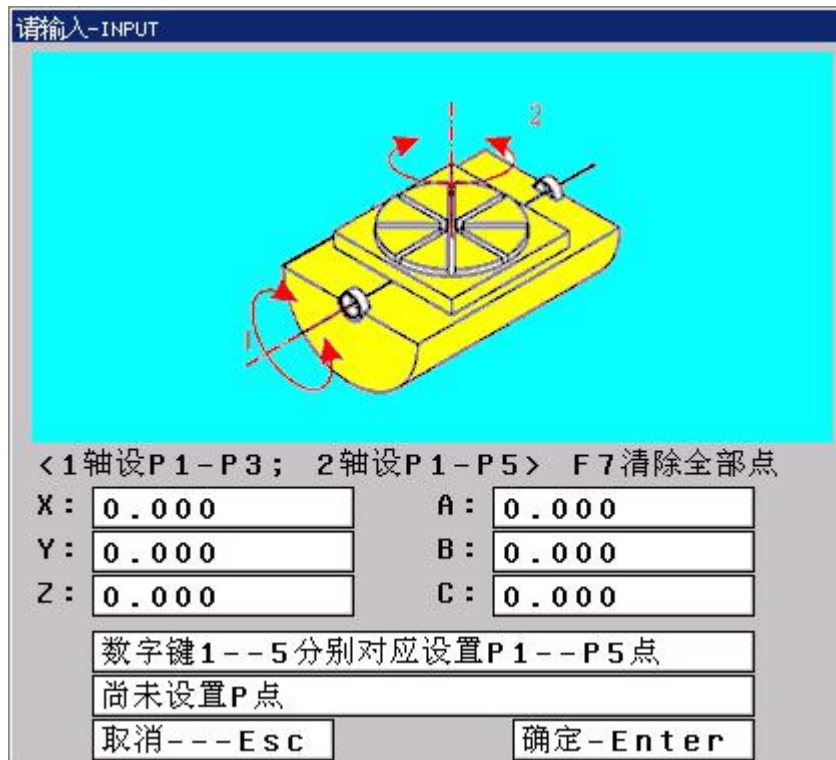 请输入-INPUT
2
1
<1轴设P1-P3; 2轴设P1-P5> F7清除全部点
X: 0.000 A: 0.000
Y: 0.000 B: 0.000
Z: 0.000 C: 0.000
数字键1--5分别对应设置P1--P5点
尚未设置P点
取消---Esc 确定-Enter